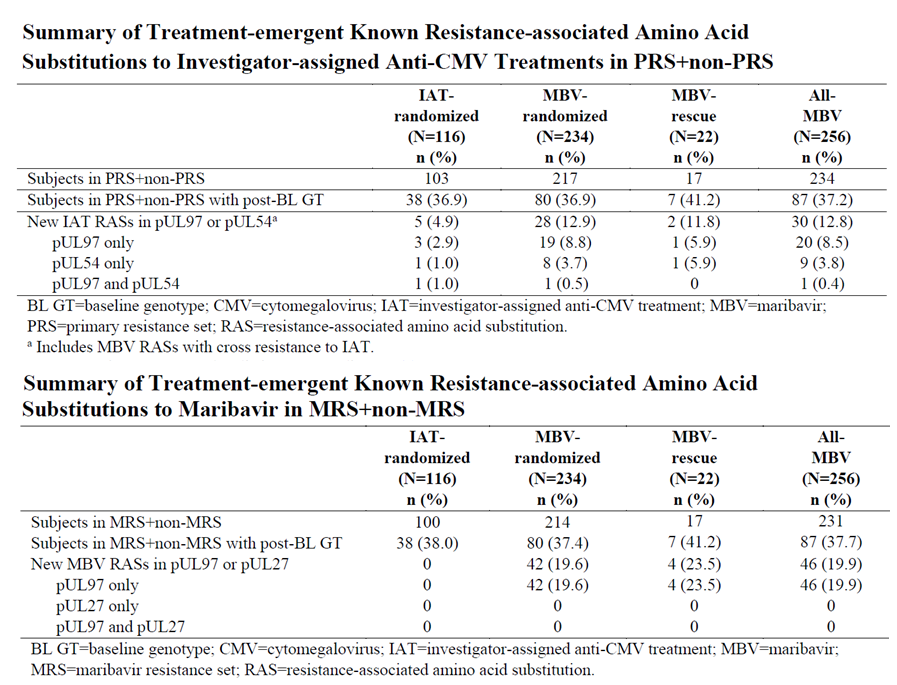 Summary of Treatment-emergent Known Resistance-associated Amino Acid
Substitutions to Investigator-assigned Anti-CMV Treatments in PRS+non-PRS
IAT-randomized (N=116) n (%) MBV-randomized (N=234) n (%) MBV-rescue (N=22) n (%) All-MBV (N=256) n (%)
Subjects in PRS+non-PRS 103 217 17 234
Subjects in PRS+non-PRS with post-BL GT 38 (36.9) 80 (36.9) 7 (41.2) 87 (37.2)
New IAT RASs in pUL97 or pUL54ª 5 (4.9) 28 (12.9) 2 (11.8) 30 (12.8)
pUL97 only 3 (2.9) 19 (8.8) 1 (5.9) 20 (8.5)
pUL54 only 1 (1.0) 8 (3.7) 1 (5.9) 9 (3.8)
pUL97 and pUL54 1 (1.0) 1 (0.5) 0 1 (0.4)
BL GT=baseline genotype; CMV=cytomegalovirus; IAT=investigator-assigned anti-CMV treatment; MBV=maribavir;
PRS=primary resistance set; RAS=resistance-associated amino acid substitution.
ª Includes MBV RASs with cross resistance to IAT.
Summary of Treatment-emergent Known Resistance-associated Amino Acid
Substitutions to Maribavir in MRS+non-MRS
IAT-randomized (N=116) n (%) MBV-randomized (N=234) n (%) MBV-rescue (N=22) n (%) All-MBV (N=256) n (%)
Subjects in MRS+non-MRS 100 214 17 231
Subjects in MRS+non-MRS with post-BL GT 38 (38.0) 80 (37.4) 7 (41.2) 87 (37.7)
New MBV RASs in pUL97 or pUL27 0 42 (19.6) 4 (23.5) 46 (19.9)
pUL97 only 0 42 (19.6) 4 (23.5) 46 (19.9)
pUL27 only 0 0 0 0
pUL97 and pUL27 0 0 0 0
BL GT=baseline genotype; CMV=cytomegalovirus; IAT=investigator-assigned anti-CMV treatment; MBV=maribavir;
MRS=maribavir resistance set; RAS=resistance-associated amino acid substitution.